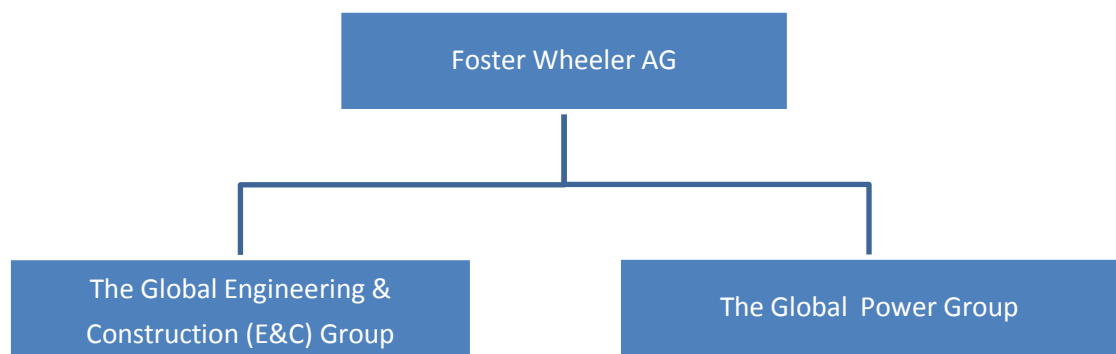 Foster Wheeler AG
The Global Engineering &
Construction (E&C) Group
The Global  Power Group